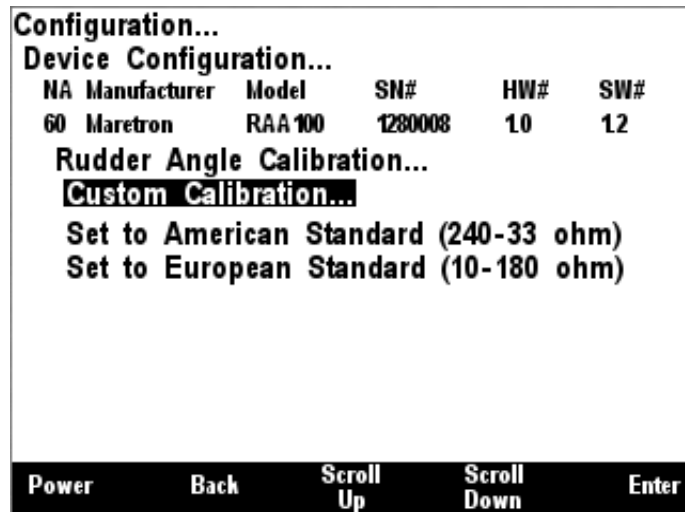 Configuration...
Device Configuration...
NA Manufacturer Model SN# HW# SW#
60 Maretron RAA100 1280008 1.0 1.2
Rudder Angle Calibration...
Custom Calibration...
Set to American Standard (240-33 ohm)
Set to European Standard (10-180 ohm)
Power Back Scroll Up Scroll Down Enter